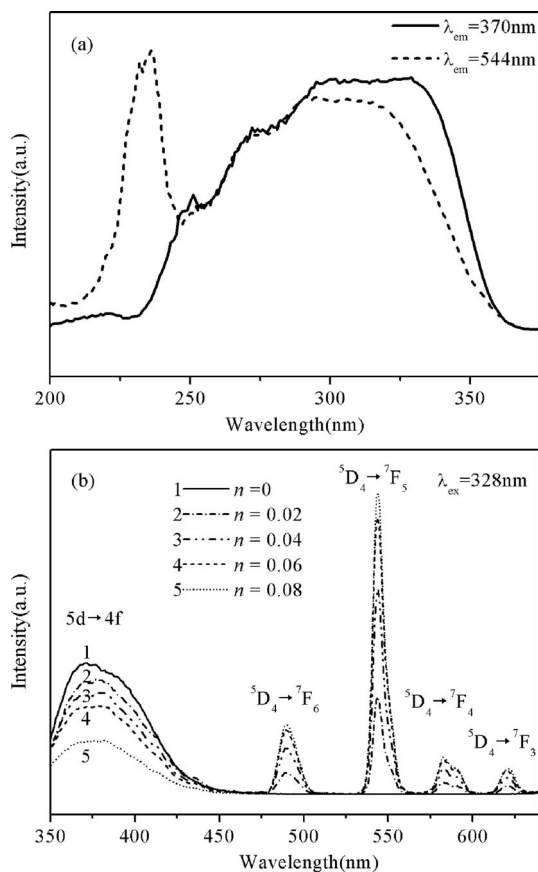 (a)
λem=370nm
λem=544nm
Intensity(a.u.)
200 250 300 350
Wavelength(nm)
(b)
⁵D₄→⁷F₅
λex=328nm
1 n=0
2 n = 0.02
3 n = 0.04
4 n = 0.06
5 n = 0.08
5d→4f
1
2
3
4
5
⁵D₄→⁷F₆
⁵D₄→⁷F₄
⁵D₄→⁷F₃
Intensity(a.u.)
350 400 450 500 550 600
Wavelength(nm)